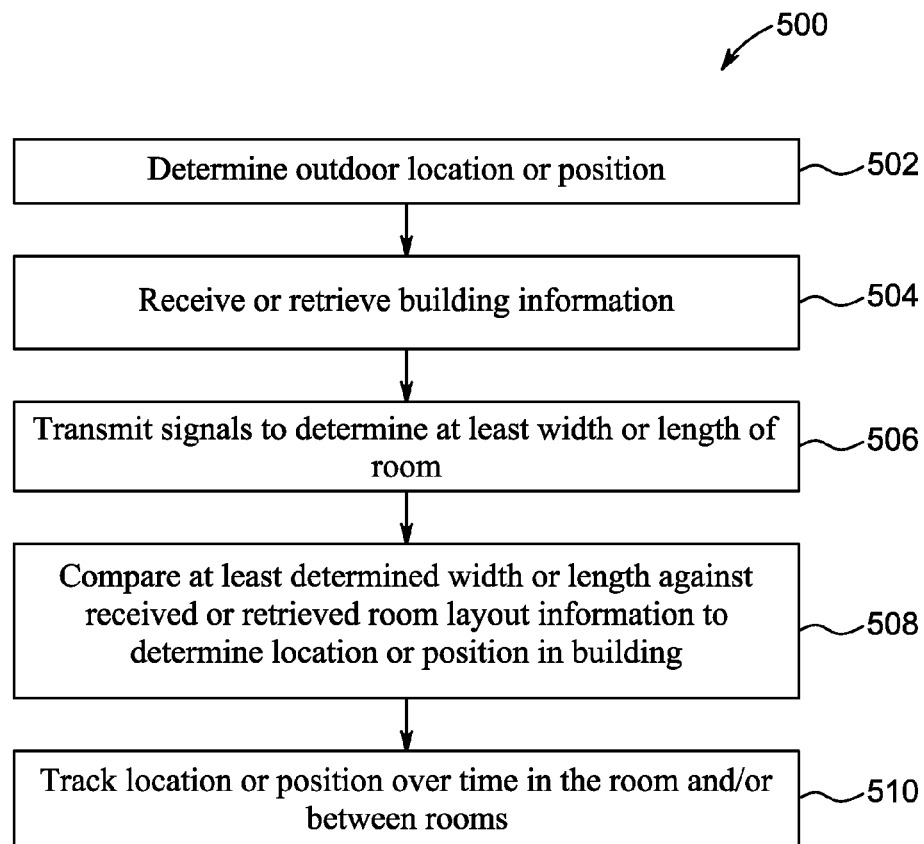 500
Determine outdoor location or position
502
Receive or retrieve building information
504
Transmit signals to determine at least width or length of
room
506
Compare at least determined width or length against
received or retrieved room layout information to
determine location or position in building
508
Track location or position over time in the room and/or
between rooms
510